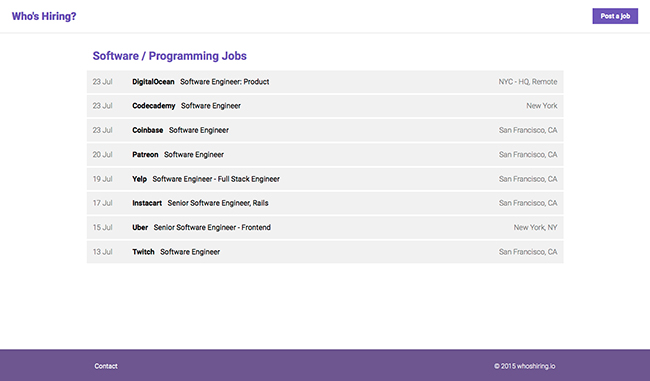 Who's Hiring? Post a job
Software / Programming Jobs
23 Jul DigitalOcean Software Engineer: Product NYC - HQ, Remote
23 Jul Codecademy Software Engineer New York
23 Jul Coinbase Software Engineer San Francisco, CA
20 Jul Patreon Software Engineer San Francisco, CA
19 Jul Yelp Software Engineer - Full Stack Engineer San Francisco, CA
17 Jul Instacart Senior Software Engineer, Rails San Francisco, CA
15 Jul Uber Senior Software Engineer - Frontend New York, NY
13 Jul Twitch Software Engineer San Francisco, CA
Contact © 2015 whoshiring.io